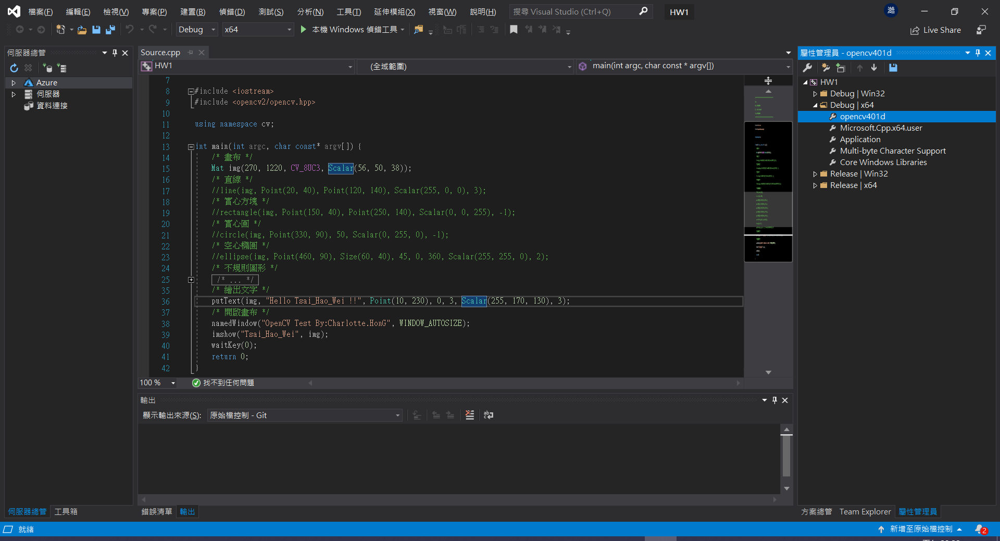 檔案(F) 編輯(E) 檢視(V) 專案(P) 建置(B) 偵錯(D) 測試(S) 分析(N) 工具(T) 延伸模組(X) 視窗(W) 說明(H) 搜尋 Visual Studio (Ctrl+Q) HW1 澔
Debug x64 本機 Windows 偵錯工具 Live Share
伺服器總管
Azure
伺服器
資料連接
Source.cpp
HW1 (全域範圍) main(int argc, char const * argv[])
7
8 #include <iostream>
9 #include <opencv2/opencv.hpp>
10
11 using namespace cv;
12
13 int main(int argc, char const* argv[]) {
14 /* 畫布 */
15 Mat img(270, 1220, CV_8UC3, Scalar(56, 50, 38));
16 /* 直線 */
17 //line(img, Point(20, 40), Point(120, 140), Scalar(255, 0, 0), 3);
18 /* 實心方塊 */
19 //rectangle(img, Point(150, 40), Point(250, 140), Scalar(0, 0, 255), -1);
20 /* 實心圓 */
21 //circle(img, Point(330, 90), 50, Scalar(0, 255, 0), -1);
22 /* 空心橢圓 */
23 //ellipse(img, Point(460, 90), Size(60, 40), 45, 0, 360, Scalar(255, 255, 0), 2);
24 /* 不規則圖形 */
25 /* ... */
35 /* 繪出文字 */
36 putText(img, "Hello Tsai_Hao_Wei !!", Point(10, 230), 0, 3, Scalar(255, 170, 130), 3);
37 /* 開啟畫布 */
38 namedWindow("OpenCV Test By:Charlotte.HonG", WINDOW_AUTOSIZE);
39 imshow("Tsai_Hao_Wei", img);
40 waitKey(0);
41 return 0;
42 }
100 % 找不到任何問題
輸出
顯示輸出來源(S): 原始檔控制 - Git
屬性管理員 - opencv401d
HW1
Debug | Win32
Debug | x64
opencv401d
Microsoft.Cpp.x64.user
Application
Multi-byte Character Support
Core Windows Libraries
Release | Win32
Release | x64
伺服器總管 工具箱 錯誤清單 輸出 方案總管 Team Explorer 屬性管理員
就緒 新增至原始檔控制 2